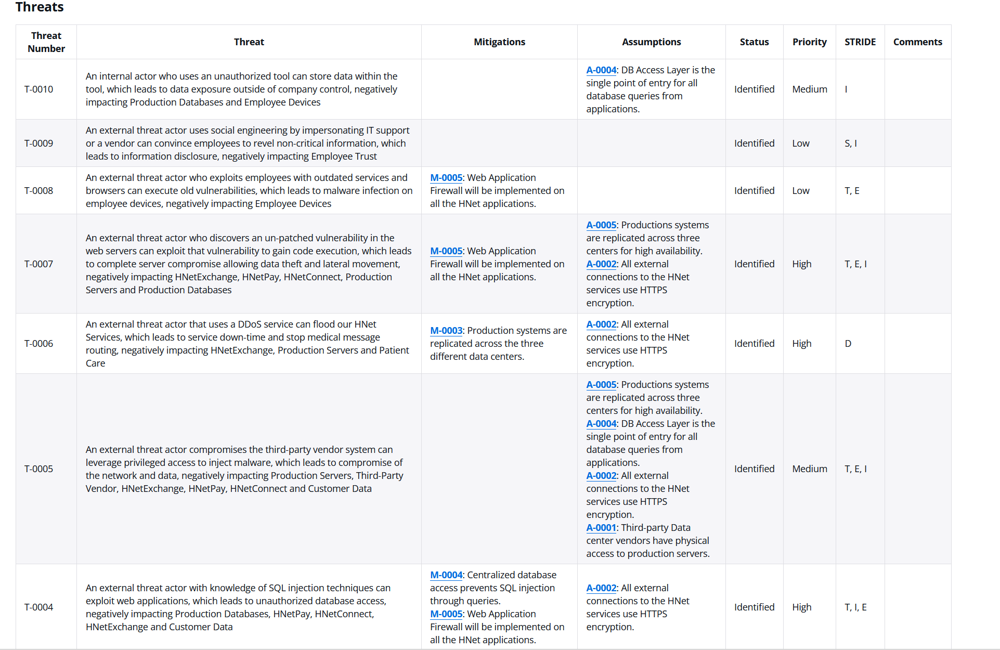 Threats
Threat
Number
Threat
Mitigations
Assumptions
Status
Priority
STRIDE
Comments
T-0010
An internal actor who uses an unauthorized tool can store data within the
tool, which leads to data exposure outside of company control, negatively
impacting Production Databases and Employee Devices
A-0004: DB Access Layer is the
single point of entry for all
database queries from
applications.
Identified
Medium
I
T-0009
An external threat actor uses social engineering by impersonating IT support
or a vendor can convince employees to revel non-critical information, which
leads to information disclosure, negatively impacting Employee Trust
Identified
Low
S, I
T-0008
An external threat actor who exploits employees with outdated services and
browsers can execute old vulnerabilities, which leads to malware infection on
employee devices, negatively impacting Employee Devices
M-0005: Web Application
Firewall will be implemented on
all the HNet applications.
Identified
Low
T, E
T-0007
An external threat actor who discovers an un-patched vulnerability in the
web servers can exploit that vulnerability to gain code execution, which leads
to complete server compromise allowing data theft and lateral movement,
negatively impacting HNetExchange, HNetPay, HNetConnect, Production
Servers and Production Databases
M-0005: Web Application
Firewall will be implemented on
all the HNet applications.
A-0005: Productions systems
are replicated across three
centers for high availability.
A-0002: All external
connections to the HNet
services use HTTPS
encryption.
Identified
High
T, E, I
T-0006
An external threat actor that uses a DDoS service can flood our HNet
Services, which leads to service down-time and stop medical message
routing, negatively impacting HNetExchange, Production Servers and Patient
Care
M-0003: Production systems are
replicated across the three
different data centers.
A-0002: All external
connections to the HNet
services use HTTPS
encryption.
Identified
High
D
T-0005
An external threat actor compromises the third-party vendor system can
leverage privileged access to inject malware, which leads to compromise of
the network and data, negatively impacting Production Servers, Third-Party
Vendor, HNetExchange, HNetPay, HNetConnect and Customer Data
A-0005: Productions systems
are replicated across three
centers for high availability.
A-0004: DB Access Layer is the
single point of entry for all
database queries from
applications.
A-0002: All external
connections to the HNet
services use HTTPS
encryption.
A-0001: Third-party Data
center vendors have physical
access to production servers.
Identified
Medium
T, E, I
T-0004
An external threat actor with knowledge of SQL injection techniques can
exploit web applications, which leads to unauthorized database access,
negatively impacting Production Databases, HNetPay, HNetConnect,
HNetExchange and Customer Data
M-0004: Centralized database
access prevents SQL injection
through queries.
M-0005: Web Application
Firewall will be implemented on
all the HNet applications.
A-0002: All external
connections to the HNet
services use HTTPS
encryption.
Identified
High
T, I, E